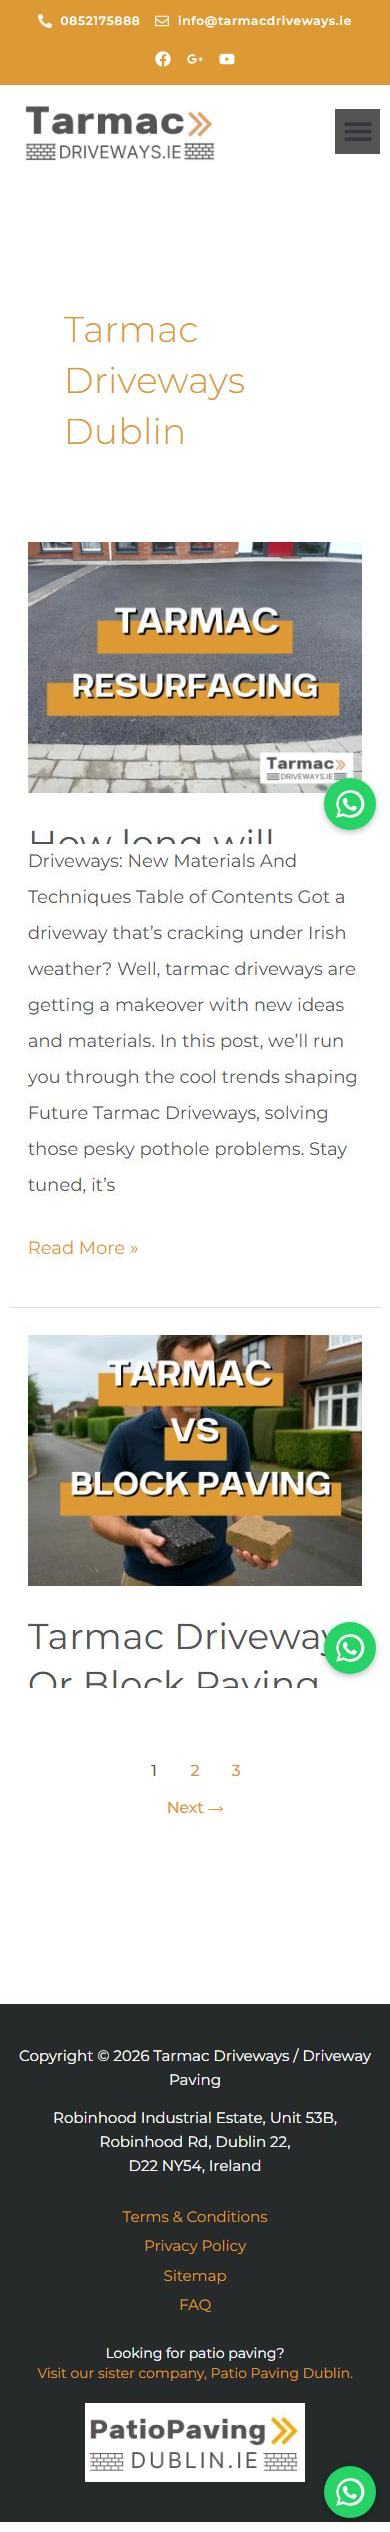 0852175888 info@tarmacdriveways.ie
G+
Tarmac
DRIVEWAYS.IE
Tarmac
Driveways
Dublin
TARMAC
RESURFACING
Tarmac
DRIVEWAYS.IE
How long will
Driveways: New Materials And
Techniques Table of Contents Got a
driveway that’s cracking under Irish
weather? Well, tarmac driveways are
getting a makeover with new ideas
and materials. In this post, we’ll run
you through the cool trends shaping
Future Tarmac Driveways, solving
those pesky pothole problems. Stay
tuned, it’s
Read More »
TARMAC
VS
BLOCK PAVING
Tarmac Driveway
Or Block Paving
1 2 3
Next →
Copyright © 2026 Tarmac Driveways / Driveway
Paving
Robinhood Industrial Estate, Unit 53B,
Robinhood Rd, Dublin 22,
D22 NY54, Ireland
Terms & Conditions
Privacy Policy
Sitemap
FAQ
Looking for patio paving?
Visit our sister company, Patio Paving Dublin.
PatioPaving
DUBLIN.IE